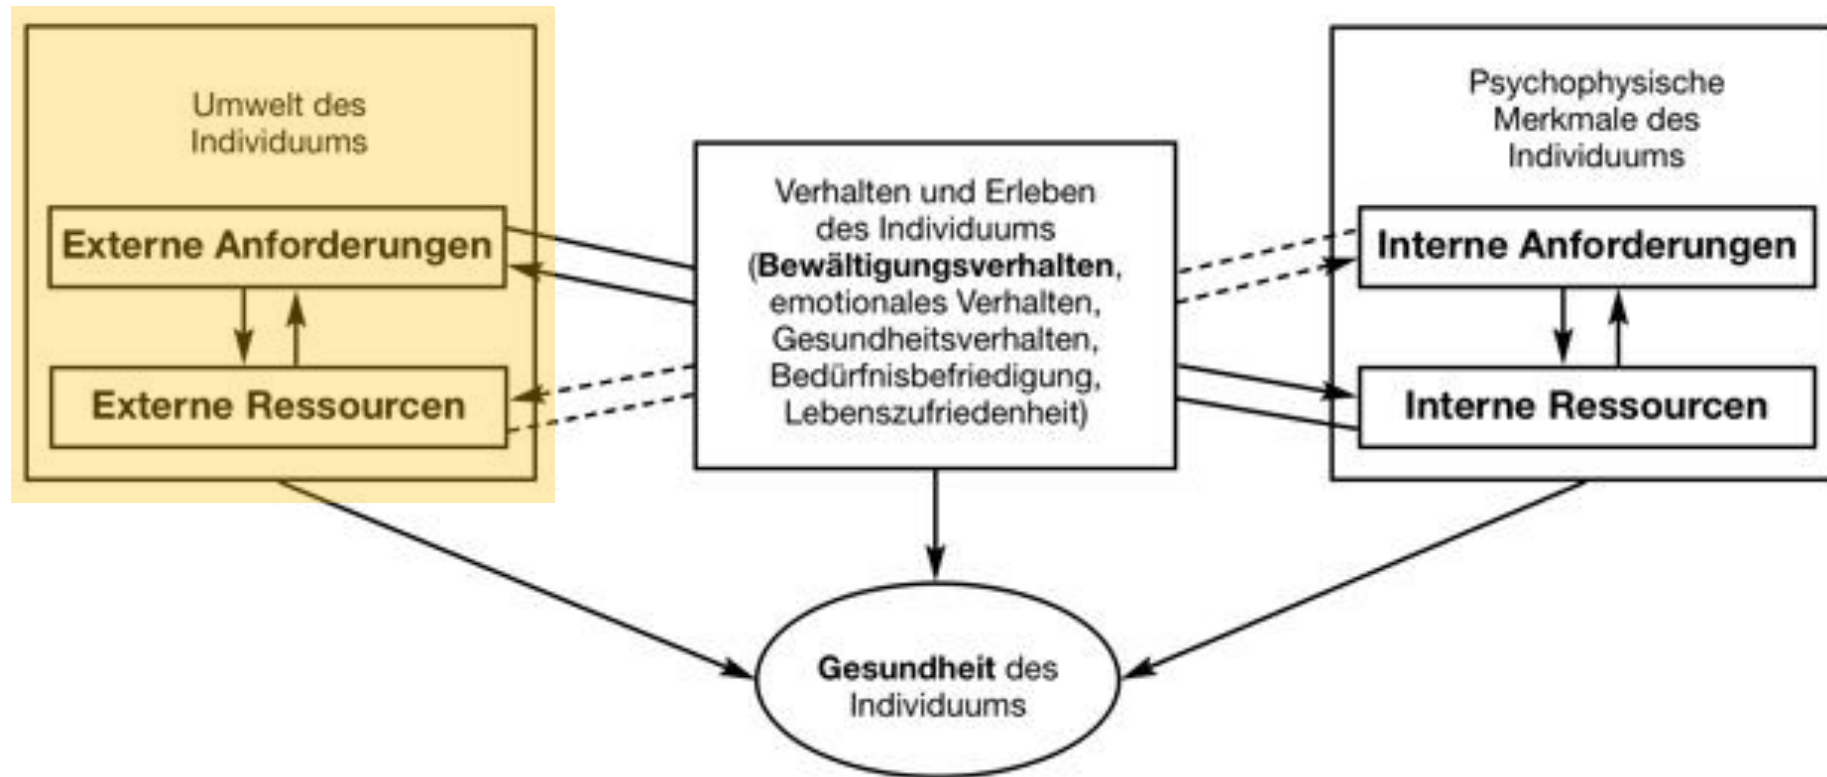 Umwelt des
Individuums
Externe Anforderungen
Externe Ressourcen
Verhalten und Erleben
des Individuums
(Bewältigungsverhalten,
emotionales Verhalten,
Gesundheitsverhalten,
Bedürfnisbefriedigung,
Lebenszufriedenheit)
Psychophysische
Merkmale des
Individuums
Interne Anforderungen
Interne Ressourcen
Gesundheit des
Individuums